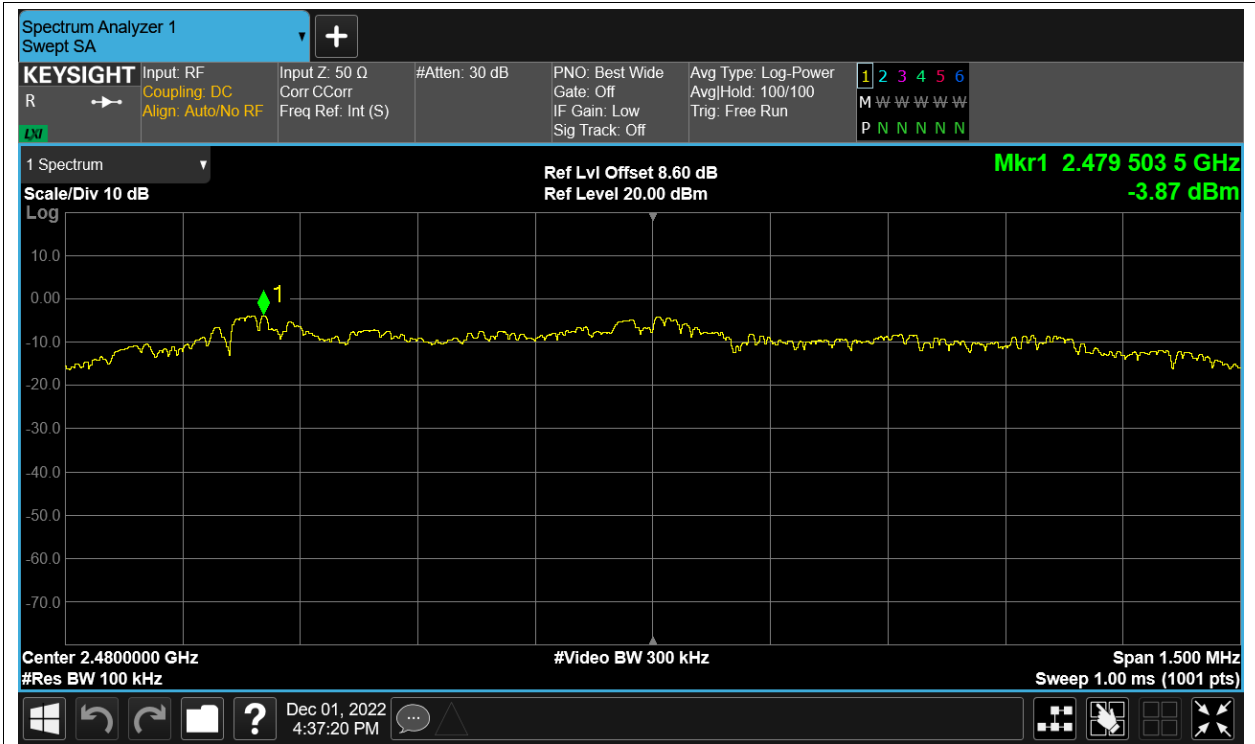 Spectrum Analyzer 1
Swept SA
KEYSIGHT
R
LXI
Input: RF
Coupling: DC
Align: Auto/No RF
Input Z: 50 Ω
Corr CCorr
Freq Ref: Int (S)
#Atten: 30 dB
PNO: Best Wide
Gate: Off
IF Gain: Low
Sig Track: Off
Avg Type: Log-Power
Avg|Hold: 100/100
Trig: Free Run
1 2 3 4 5 6
M W W W W W
P N N N N N
1 Spectrum
Scale/Div 10 dB
Ref Lvl Offset 8.60 dB
Ref Level 20.00 dBm
Mkr1 2.479 503 5 GHz
-3.87 dBm
Log
10.0
0.00
-10.0
-20.0
-30.0
-40.0
-50.0
-60.0
-70.0
1
Center 2.4800000 GHz
#Res BW 100 kHz
#Video BW 300 kHz
Span 1.500 MHz
Sweep 1.00 ms (1001 pts)
?
Dec 01, 2022
4:37:20 PM